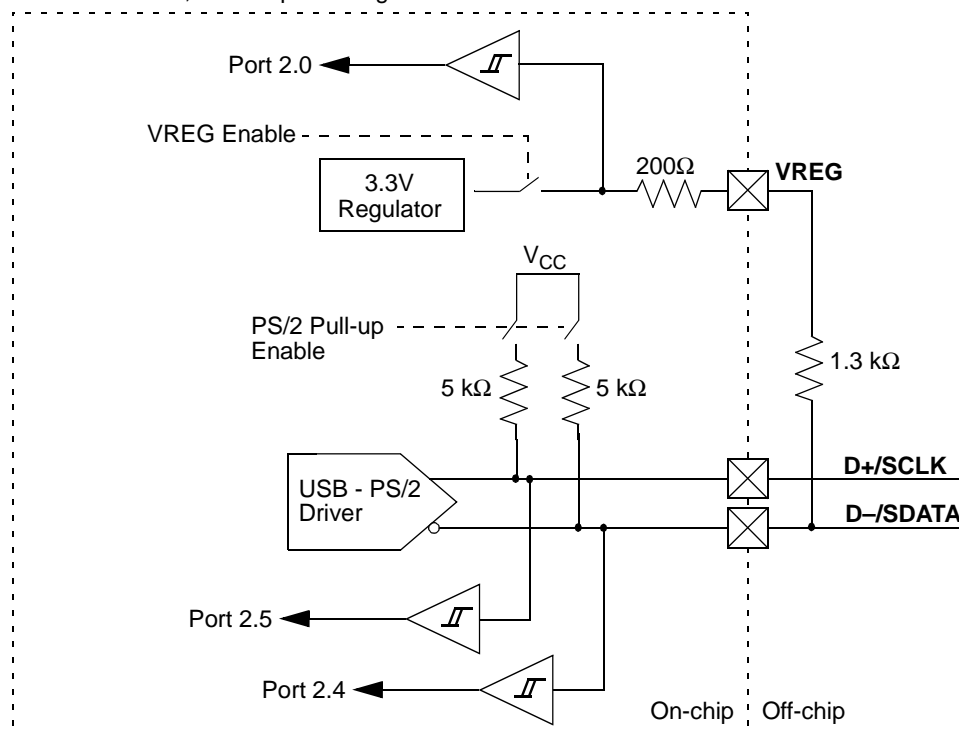 Port 2.0
VREG Enable
200Ω
VREG
3.3V
Regulator
VCC
PS/2 Pull-up
Enable
1.3 kΩ
5 kΩ
5 kΩ
D+/SCLK
USB - PS/2
Driver
D–/SDATA
Port 2.5
Port 2.4
On-chip
Off-chip